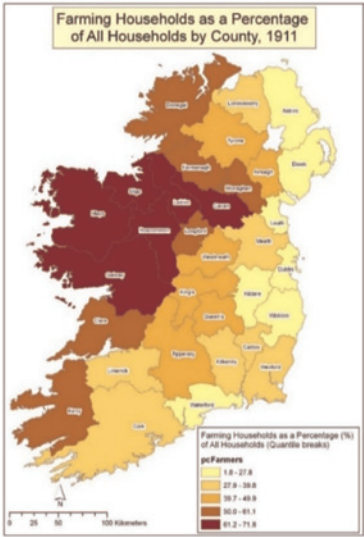 Farming Households as a Percentage
of All Households by County, 1911
Donegal
Londonderry
Antrim
Tyrone
Down
Fermanagh
Armagh
Monaghan
Sligo
Leitrim
Cavan
Mayo
Louth
Roscommon
Longford
Meath
Westmeath
Dublin
Galway
King's
Kildare
Queen's
Wicklow
Clare
Carlow
Tipperary
Kilkenny
Limerick
Wexford
Waterford
Kerry
Cork
N
0 25 50 100 Kilometers
Farming Households as a Percentage (%)
of All Households (Quantile breaks)
pcFarmers
1.8 - 27.8
27.9 - 39.6
39.7 - 49.9
50.0 - 61.1
61.2 - 71.8